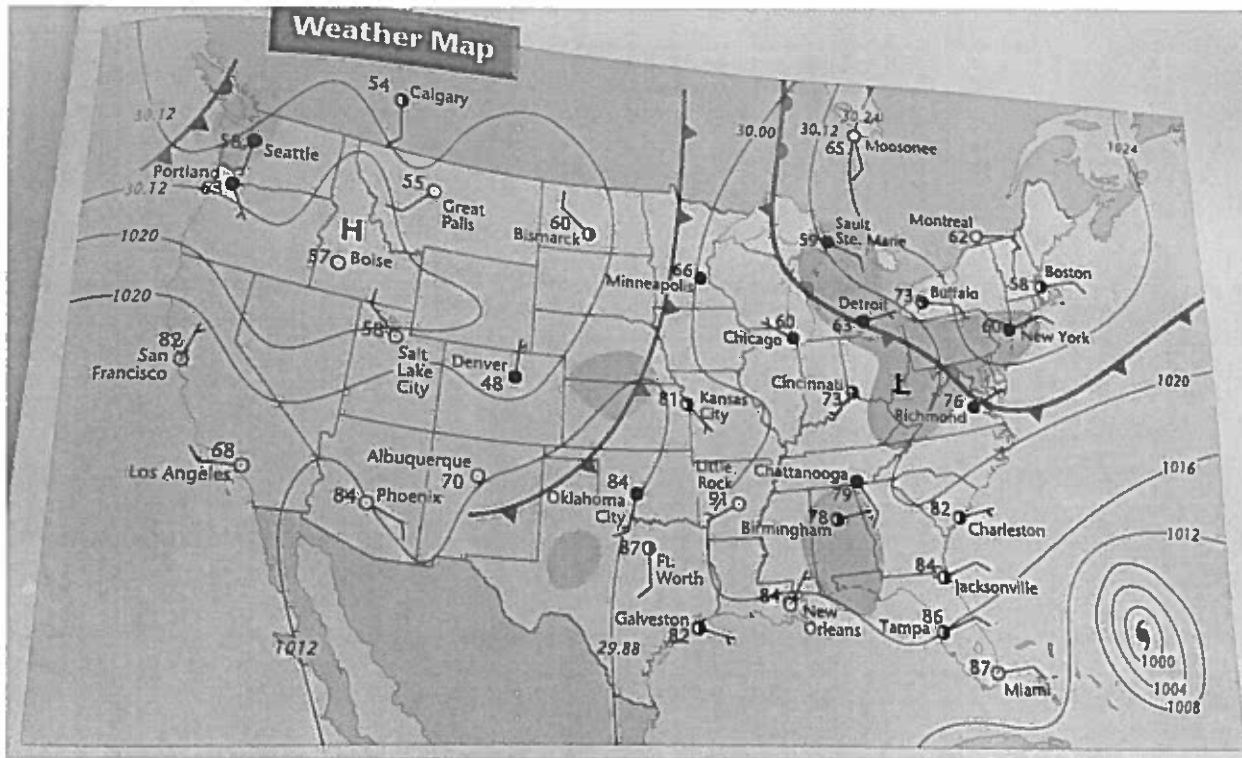 Weather Map
54
Calgary
30.12
30.00
30.12
30.24
65
Moosonee
1024
58
Seattle
Portland
65
30.12
55
Great
Falls
60
Bismarck
59
Sault
Ste. Marie
Montreal
62
1020
H
57
Boise
66
Minneapolis
73
Buffalo
58
Boston
Detroit
63
60
New York
1020
82
San
Francisco
58
Salt
Lake
City
Denver
48
60
Chicago
Cincinnati
73
L
76
Richmond
1020
81
Kansas
City
68
Los Angeles
Albuquerque
70
84
Phoenix
84
Oklahoma
City
Little
Rock
91
Chattanooga
79
78
Birmingham
82
Charleston
1016
1012
87
Ft.
Worth
84
Jacksonville
84
New
Orleans
Galveston
82
86
Tampa
87
Miami
1012
29.88
1000
1004
1008